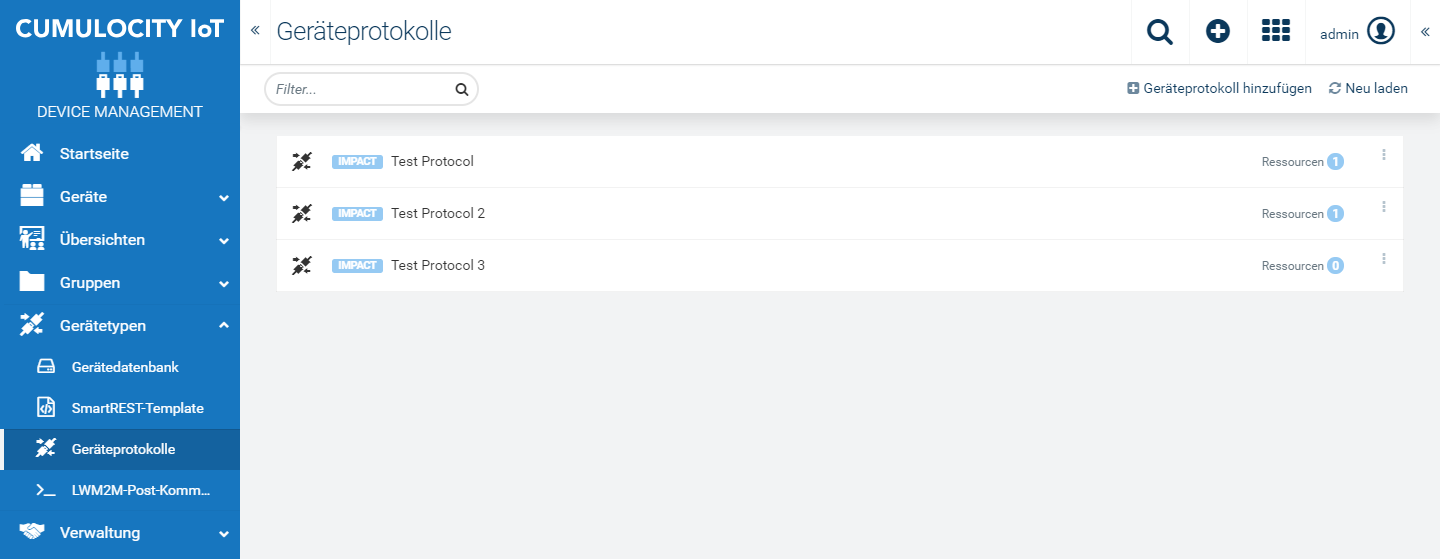 CUMULOCITY IoT
DEVICE MANAGEMENT
Startseite
Geräte
Übersichten
Gruppen
Gerätetypen
Gerätedatenbank
SmartREST-Template
Geräteprotokolle
LWM2M-Post-Komm...
Verwaltung
Geräteprotokolle
admin
Filter...
Geräteprotokoll hinzufügen
Neu laden
IMPACT Test Protocol Ressourcen 1
IMPACT Test Protocol 2 Ressourcen 1
IMPACT Test Protocol 3 Ressourcen 0